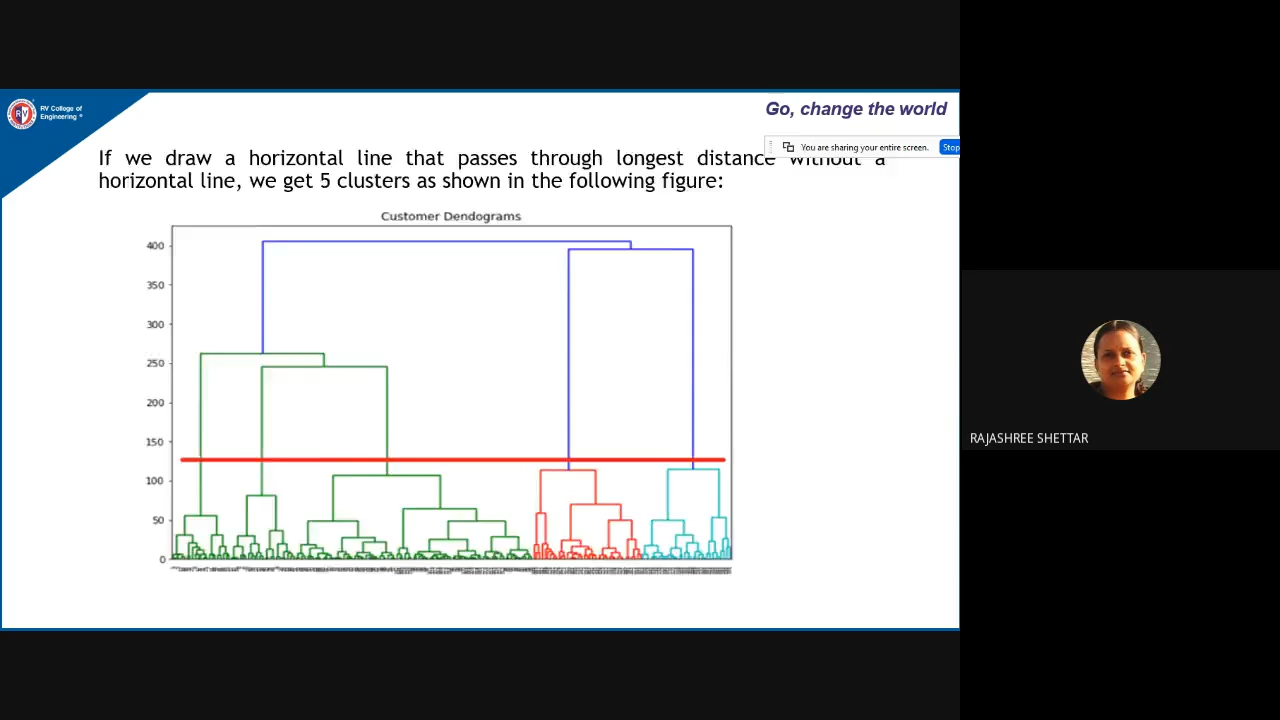 RV College of
Engineering
Go, change the world
You are sharing your entire screen.
Stop
If we draw a horizontal line that passes through longest distance without a
horizontal line, we get 5 clusters as shown in the following figure:
Customer Dendograms
400
350
300
250
200
150
100
50
0
RAJASHREE SHETTAR